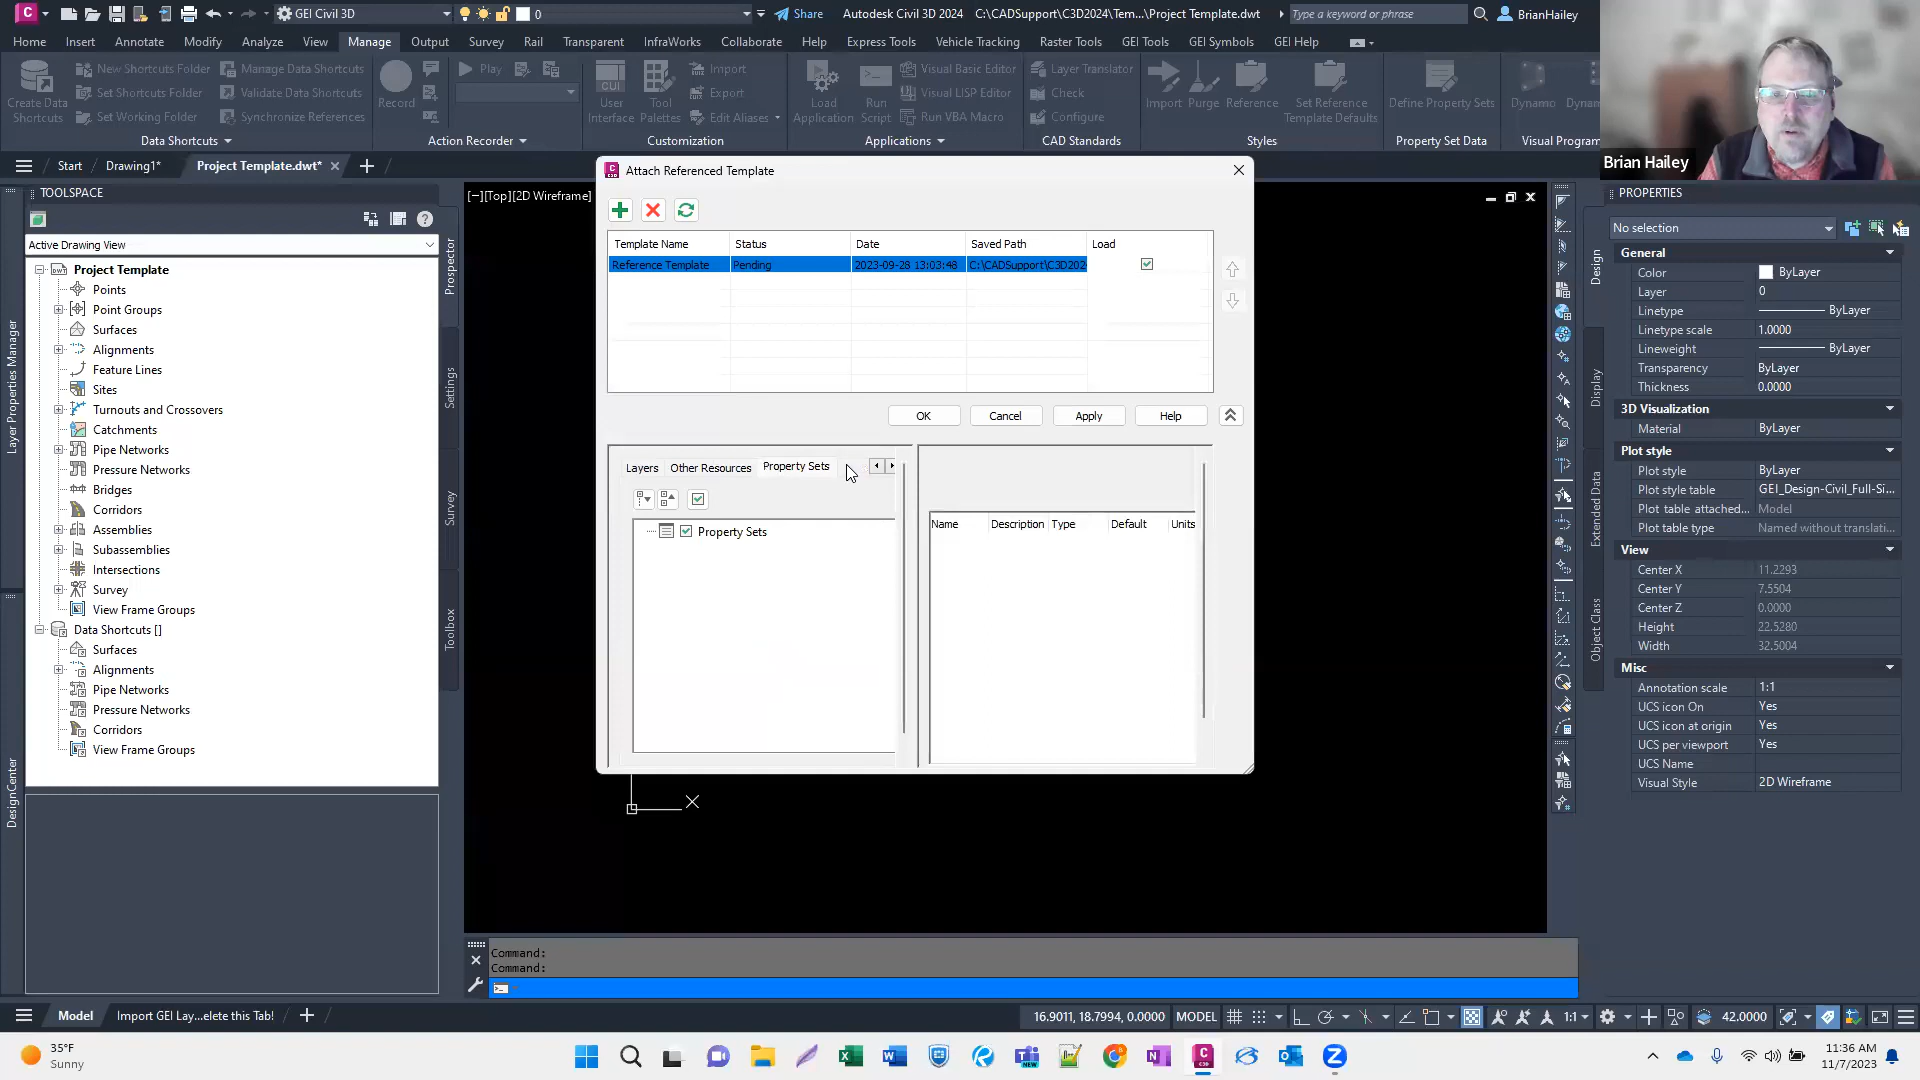 GEI Civil 3D
0
Share
Autodesk Civil 3D 2024 C:\CADSupport\C3D2024\Tem...\Project Template.dwt
Type a keyword or phrase
BrianHailey
Home Insert Annotate Modify Analyze View Manage Output Survey Rail Transparent InfraWorks Collaborate Help Express Tools Vehicle Tracking Raster Tools GEI Tools GEI Symbols GEI Help
New Shortcuts Folder Manage Data Shortcuts Play Import Visual Basic Editor Layer Translator
Set Shortcuts Folder Validate Data Shortcuts Export Visual LISP Editor Check
Create Data Shortcuts Set Working Folder Synchronize References Record User Interface Tool Palettes Edit Aliases Load Application Run Script Run VBA Macro Configure Import Purge Reference Set Reference Template Defaults Define Property Sets Dynamo
Data Shortcuts Action Recorder Customization Applications CAD Standards Styles Property Set Data Visual Program
Brian Hailey
Start Drawing1* Project Template.dwt*
TOOLSPACE
Active Drawing View
Project Template
Points
Point Groups
Surfaces
Alignments
Feature Lines
Sites
Turnouts and Crossovers
Catchments
Pipe Networks
Pressure Networks
Bridges
Corridors
Assemblies
Subassemblies
Intersections
Survey
View Frame Groups
Data Shortcuts []
Surfaces
Alignments
Pipe Networks
Pressure Networks
Corridors
View Frame Groups
Layer Properties Manager
DesignCenter
Prospector
Settings
Survey
Toolbox
[−][Top][2D Wireframe]
Attach Referenced Template
Template Name Status Date Saved Path Load
Reference Template Pending 2023-09-28 13:03:48 C:\CADSupport\C3D202
OK Cancel Apply Help
Layers Other Resources Property Sets
Property Sets
Name Description Type Default Units
X
PROPERTIES
No selection
General
Color ByLayer
Layer 0
Linetype ByLayer
Linetype scale 1.0000
Lineweight ByLayer
Transparency ByLayer
Thickness 0.0000
3D Visualization
Material ByLayer
Plot style
Plot style ByLayer
Plot style table GEI_Design-Civil_Full-Si...
Plot table attached... Model
Plot table type Named without translati...
View
Center X 11.2293
Center Y 7.5504
Center Z 0.0000
Height 22.5280
Width 32.5004
Misc
Annotation scale 1:1
UCS icon On Yes
UCS icon at origin Yes
UCS per viewport Yes
UCS Name
Visual Style 2D Wireframe
Design
Display
Extended Data
Object Class
Command:
Command:
Model Import GEI Lay...elete this Tab!
16.9011, 18.7994, 0.0000 MODEL 1:1 42.0000
35°F
Sunny
11:36 AM
11/7/2023